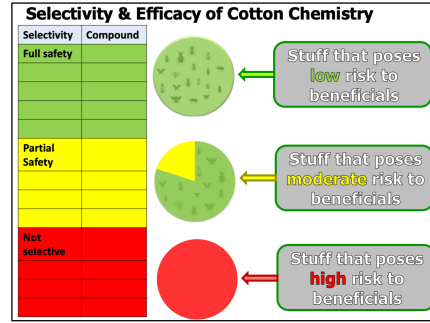 Selectivity & Efficacy of Cotton Chemistry
Selectivity Compound
Full safety
Partial
Safety
Not
selective
Stuff that poses
low risk to
beneficials
Stuff that poses
moderate risk to
beneficials
Stuff that poses
high risk to
beneficials